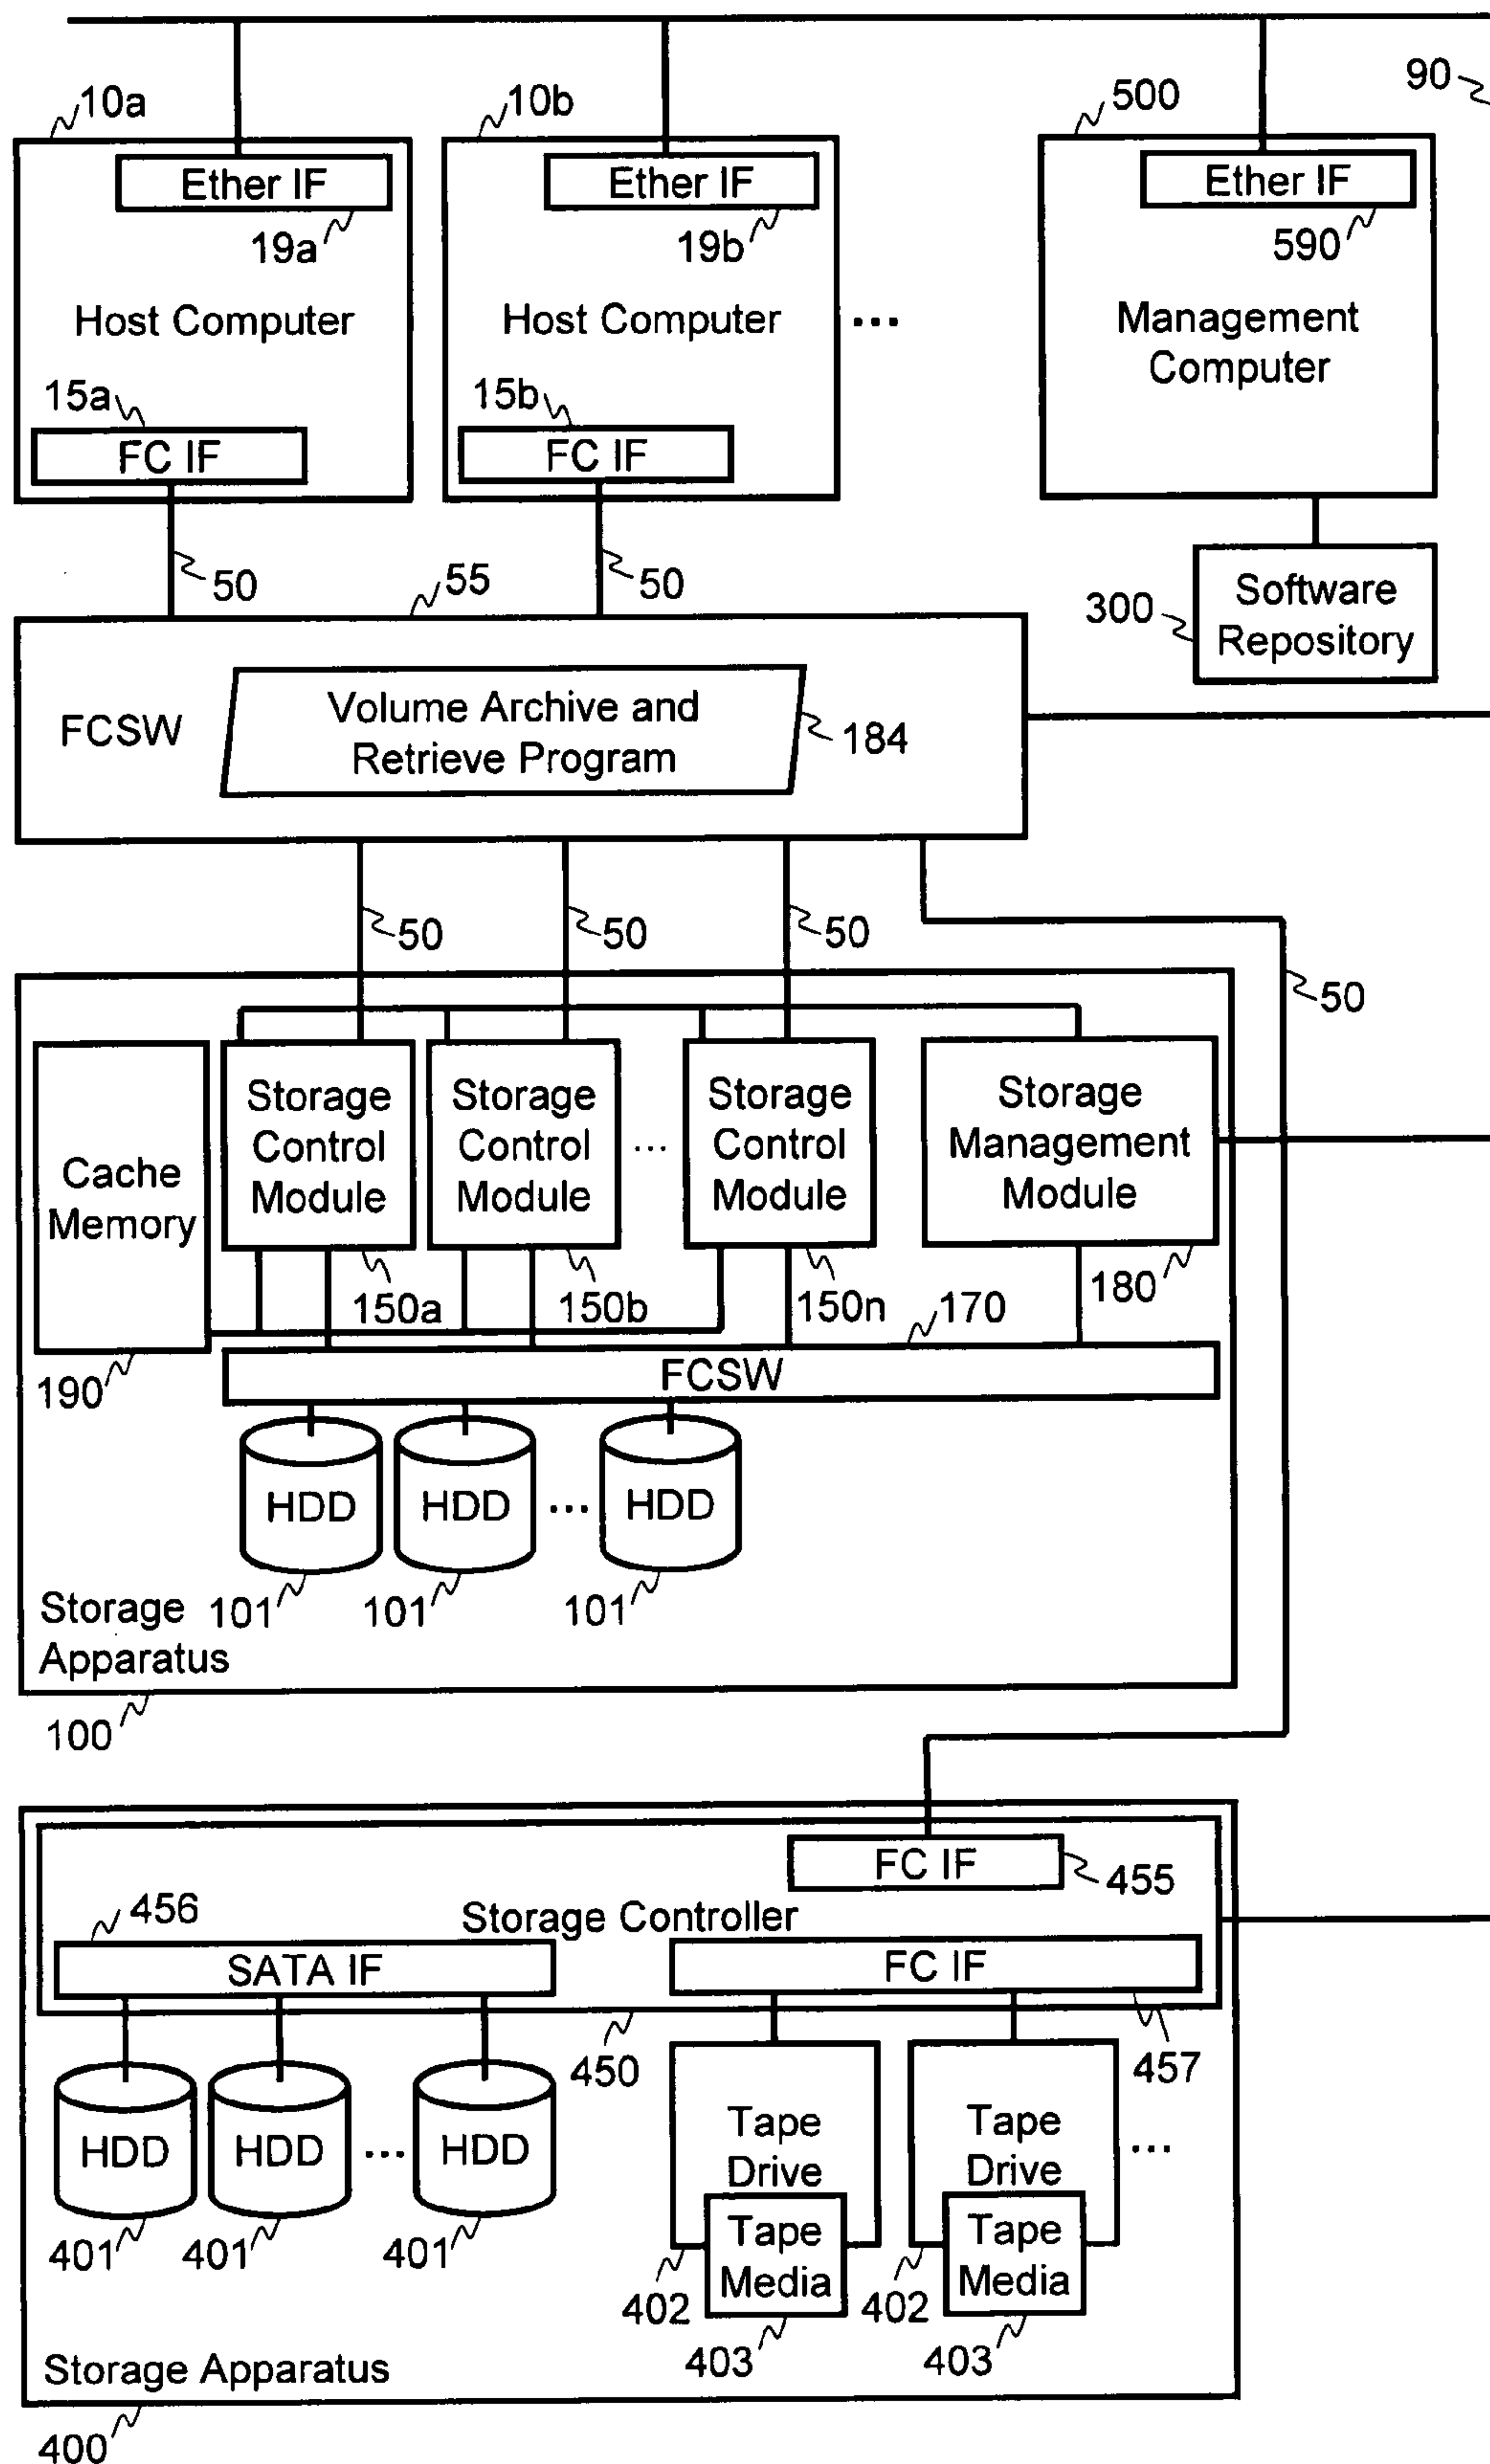 10a
10b
500
90
Ether IF
Ether IF
Ether IF
19a
19b
590
Host Computer
Host Computer
...
Management
Computer
15a
15b
FC IF
FC IF
50
55
50
300
Software
Repository
FCSW
Volume Archive and
Retrieve Program
184
50
50
50
50
Cache
Memory
Storage
Control
Module
Storage
Control
Module
...
Storage
Control
Module
Storage
Management
Module
150a
150b
150n
170
180
190
FCSW
HDD
HDD
...
HDD
101
101
101
Storage
Apparatus
100
FC IF
455
456
Storage Controller
SATA IF
FC IF
450
457
HDD
HDD
...
HDD
401
401
401
Tape
Drive
Tape
Media
Tape
Drive
Tape
Media
...
402
402
403
403
Storage Apparatus
400